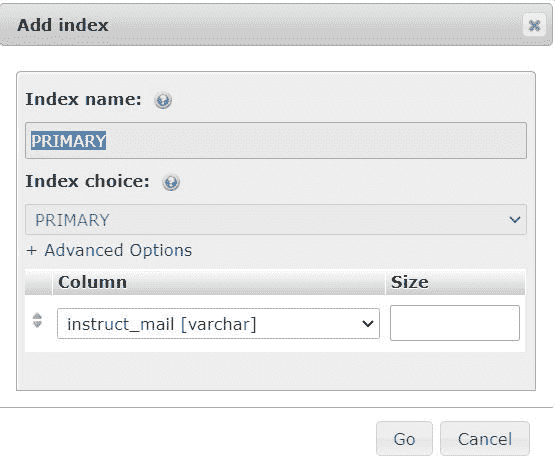 Add index
Index name:
PRIMARY
Index choice:
PRIMARY
+ Advanced Options
Column Size
instruct_mail [varchar]
Go Cancel